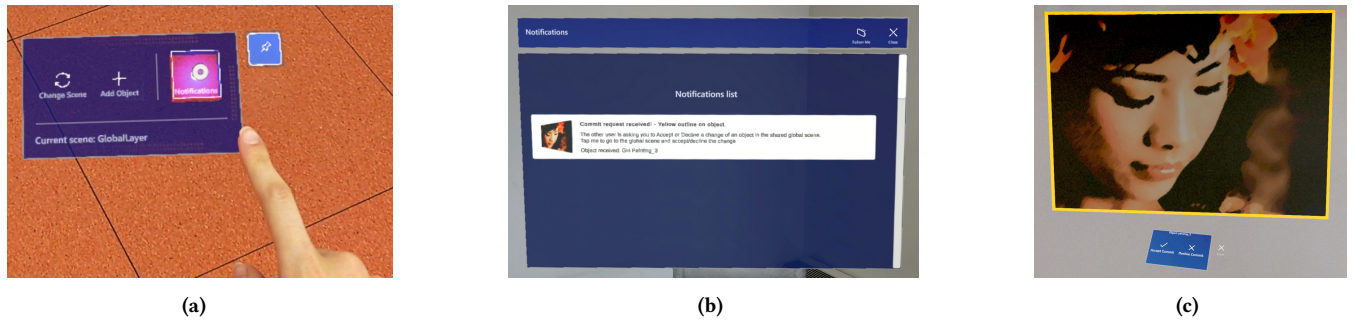 Change Scene
Add Object
Notifications
Current scene: GlobalLayer
Notifications
Follow Me
Close
Notifications list
Commit request received! - Yellow outline on object
The other user is asking you to Accept or Decline a change of an object in the shared global scene.
Tap me to go to the global scene and accept/decline the change
Object received: Girl Painting_3
Accept Commit
Decline Commit
(a)
(b)
(c)